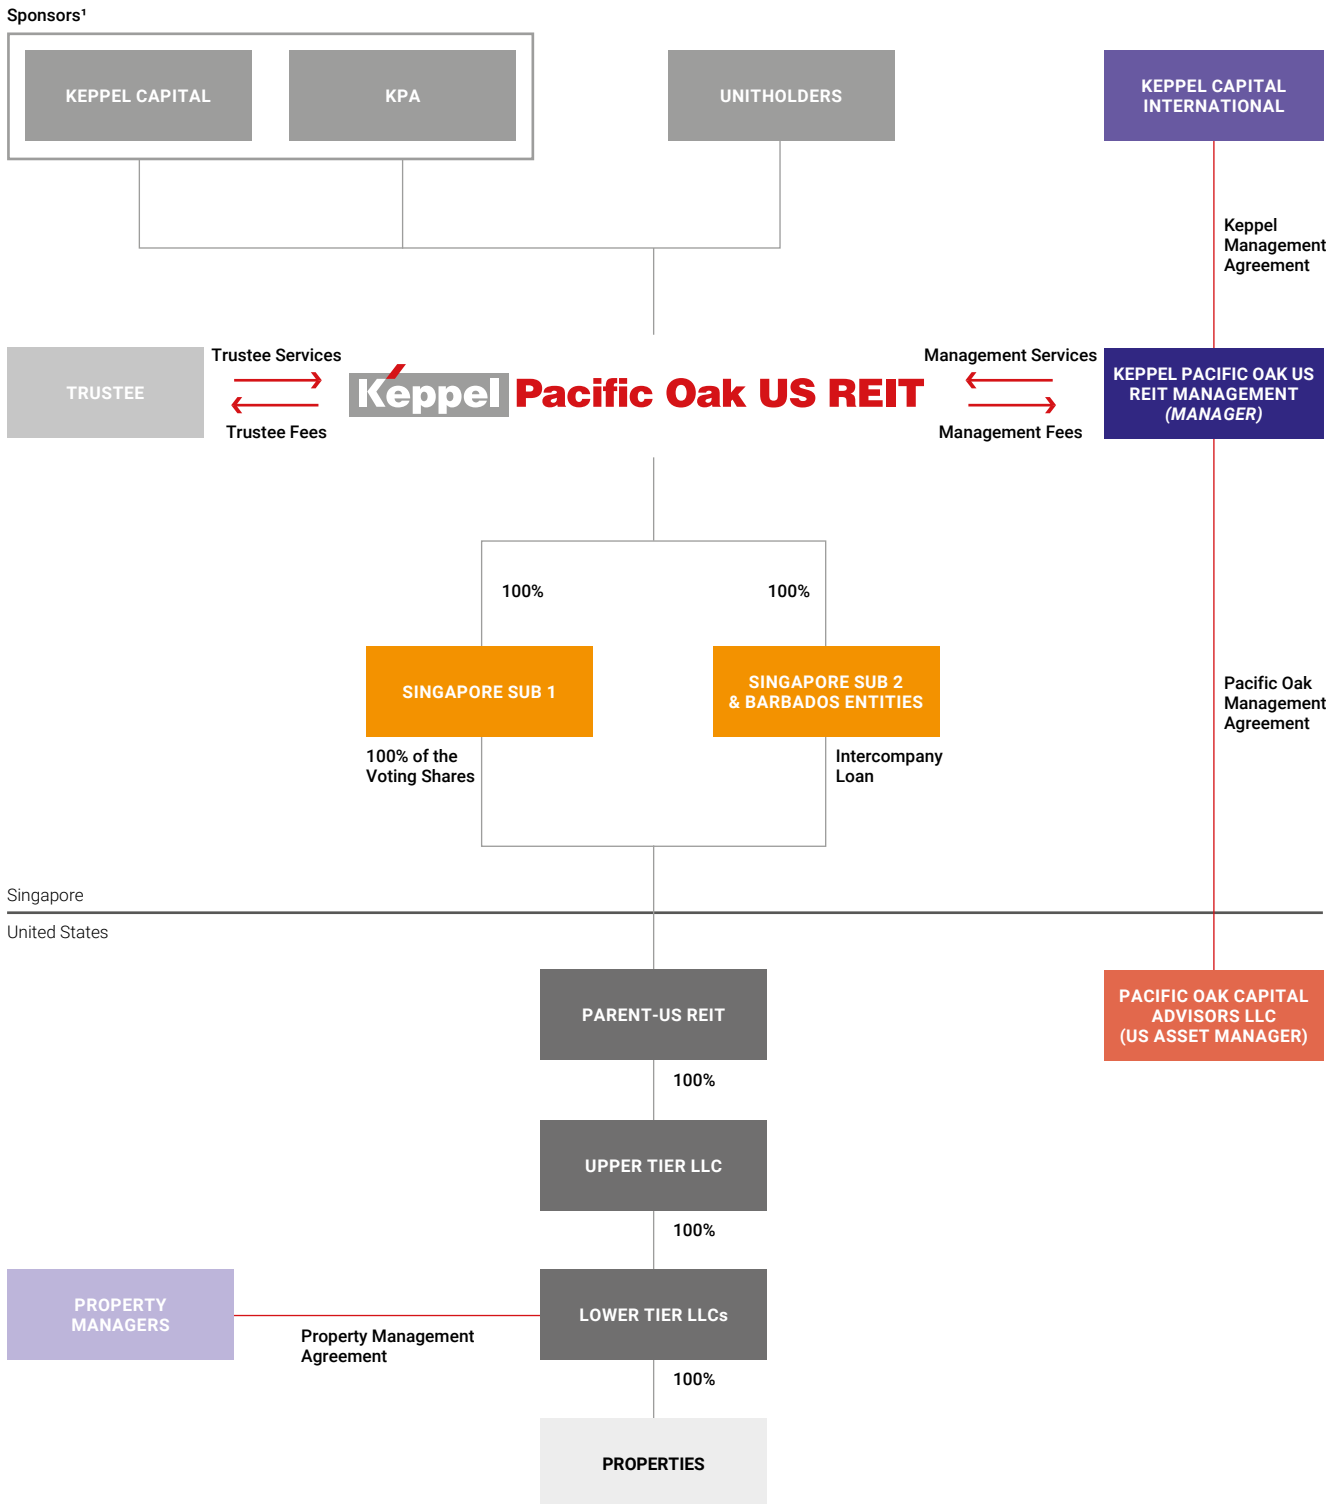 Sponsors¹
KEPPEL CAPITAL
KPA
UNITHOLDERS
KEPPEL CAPITAL
INTERNATIONAL
Keppel
Management
Agreement
TRUSTEE
Trustee Services
Trustee Fees
Keppel Pacific Oak US REIT
Management Services
Management Fees
KEPPEL PACIFIC OAK US
REIT MANAGEMENT
(MANAGER)
100%
100%
SINGAPORE SUB 1
SINGAPORE SUB 2
& BARBADOS ENTITIES
Pacific Oak
Management
Agreement
100% of the
Voting Shares
Intercompany
Loan
Singapore
United States
PARENT-US REIT
PACIFIC OAK CAPITAL
ADVISORS LLC
(US ASSET MANAGER)
100%
UPPER TIER LLC
100%
PROPERTY
MANAGERS
Property Management
Agreement
LOWER TIER LLCs
100%
PROPERTIES